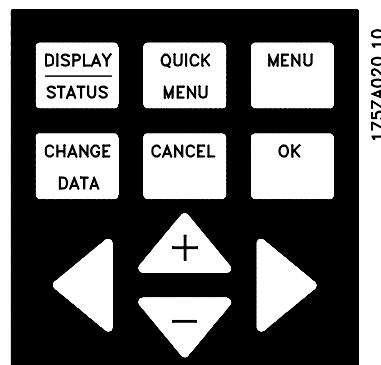 DISPLAY
STATUS
QUICK
MENU
MENU
CHANGE
DATA
CANCEL
OK
+
-
175ZA020.10